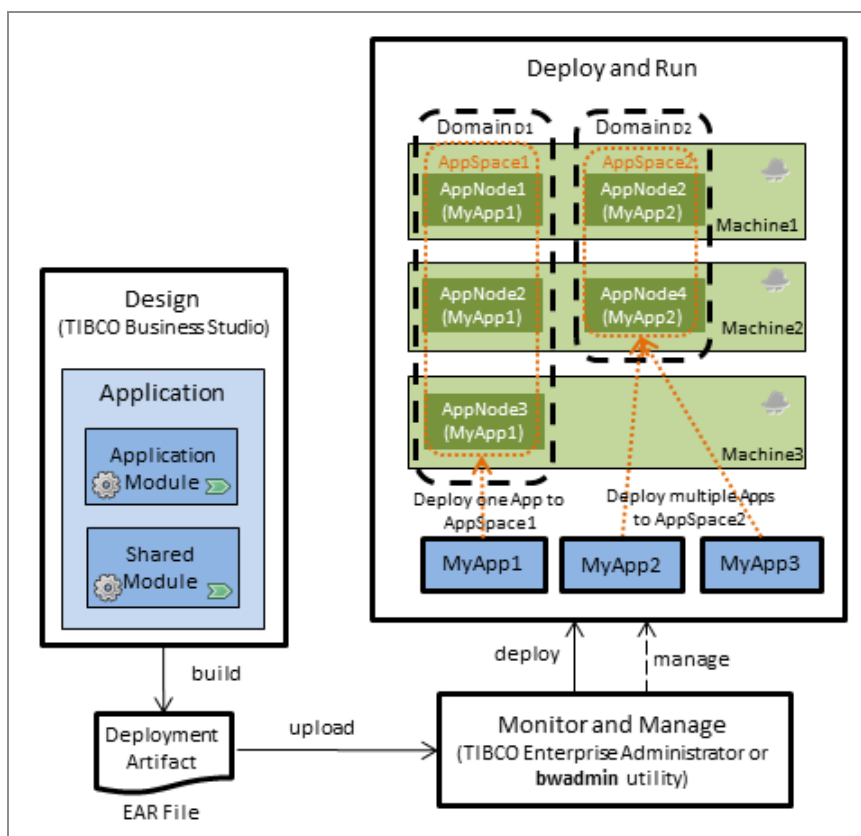 Deploy and Run
Domain D1
Domain D2
AppSpace1
AppSpace2
AppNode1
(MyApp1)
AppNode2
(MyApp2)
Machine1
AppNode2
(MyApp1)
AppNode4
(MyApp2)
Machine2
AppNode3
(MyApp1)
Machine3
Deploy one App to
AppSpace1
Deploy multiple Apps
to AppSpace2
MyApp1
MyApp2
MyApp3
Design
(TIBCO Business Studio)
Application
Application
Module
Shared
Module
build
deploy
manage
Deployment
Artifact
EAR File
upload
Monitor and Manage
(TIBCO Enterprise Administrator or
bwadmin utility)